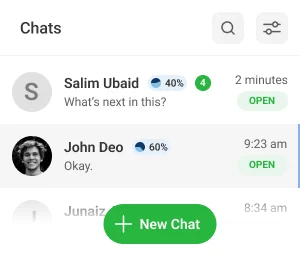 Chats
S Salim Ubaid 40% 4 2 minutes
What's next in this? OPEN
John Deo 60% 9:23 am
Okay. OPEN
J Junaiz 8:34 am
New Chat